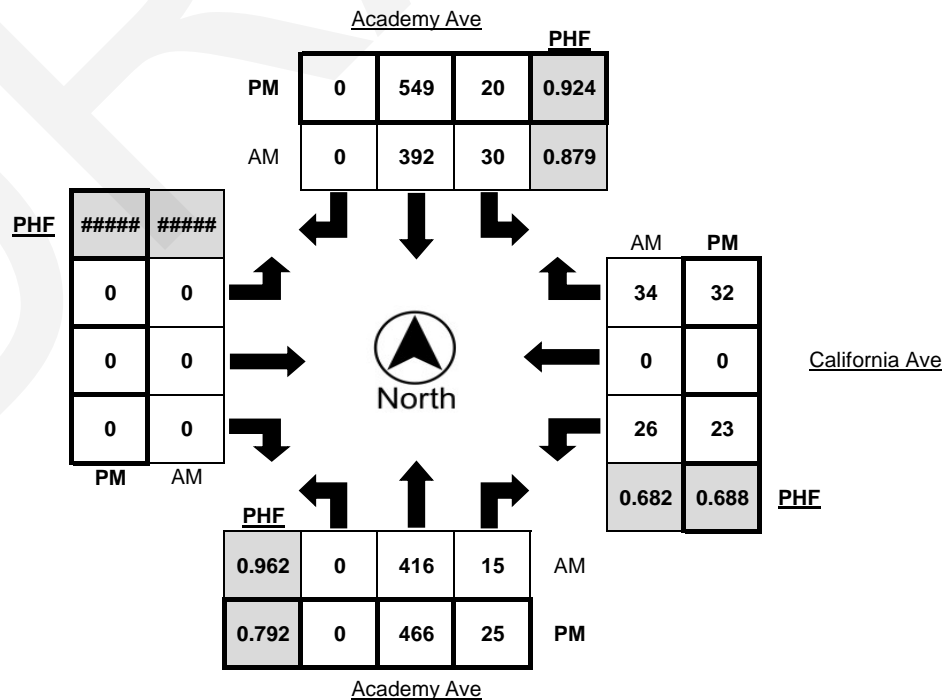 Academy Ave
PHF
PM 0 549 20 0.924
AM 0 392 30 0.879
PHF ##### #####
AM PM
0 0 34 32
0 0 0 0 California Ave
North
0 0 26 23
PM AM
0.682 0.688 PHF
PHF
0.962 0 416 15 AM
0.792 0 466 25 PM
Academy Ave